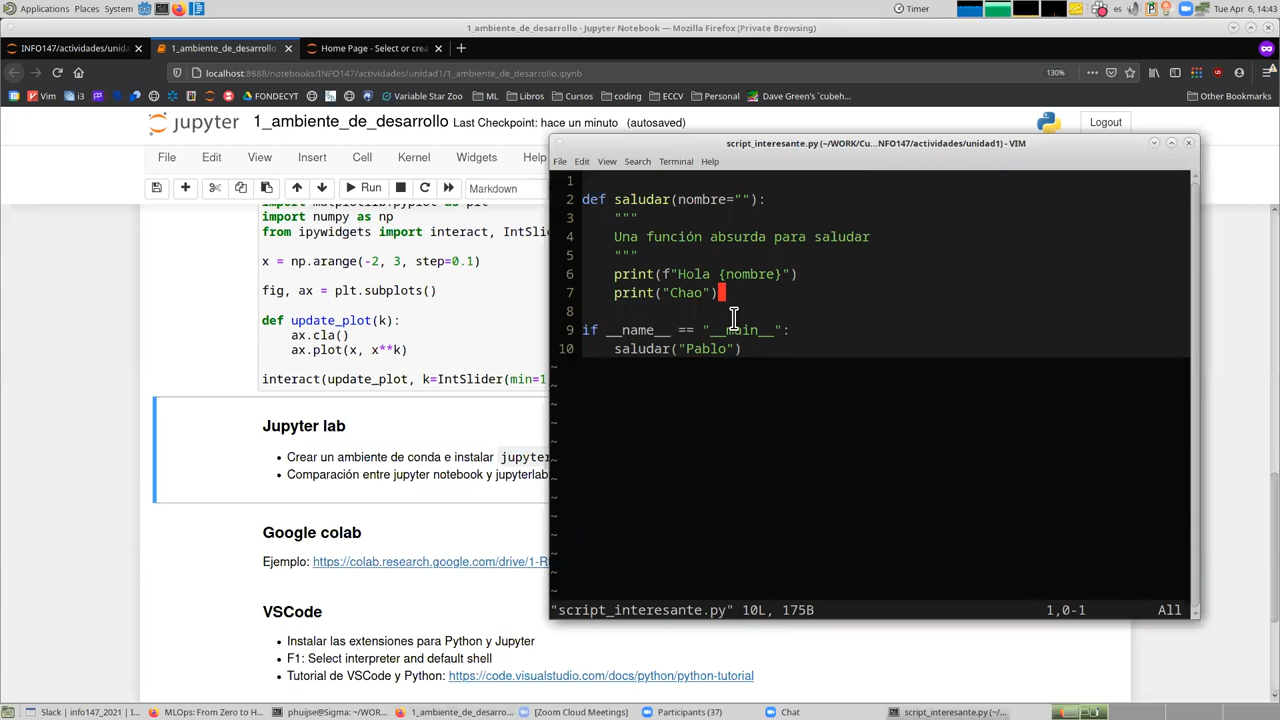 Applications Places System
Timer
es
Tue Apr 6, 14:43
1_ambiente_de_desarrollo - Jupyter Notebook — Mozilla Firefox (Private Browsing)
INFO147/actividades/unida
1_ambiente_de_desarrollo
Home Page - Select or crea
localhost:8888/notebooks/INFO147/actividades/unidad1/1_ambiente_de_desarrollo.ipynb
130%
Vim
i3
FONDECYT
Variable Star Zoo
ML
Libros
Cursos
coding
ECCV
Personal
Dave Green's `cubeh…
Other Bookmarks
jupyter 1_ambiente_de_desarrollo Last Checkpoint: hace un minuto (autosaved)
Logout
File Edit View Insert Cell Kernel Widgets Help
Run
Markdown
import matplotlib.pyplot as plt
import numpy as np
from ipywidgets import interact, IntSl
x = np.arange(-2, 3, step=0.1)
fig, ax = plt.subplots()
def update_plot(k):
ax.cla()
ax.plot(x, x**k)
interact(update_plot, k=IntSlider(min=1
Jupyter lab
• Crear un ambiente de conda e instalar jupyter
• Comparación entre jupyter notebook y jupyterlab
Google colab
Ejemplo: https://colab.research.google.com/drive/1-R
VSCode
• Instalar las extensiones para Python y Jupyter
• F1: Select interpreter and default shell
• Tutorial de VSCode y Python: https://code.visualstudio.com/docs/python/python-tutorial
script_interesante.py (~/WORK/Cu...NFO147/actividades/unidad1) - VIM
File Edit View Search Terminal Help
1
2 def saludar(nombre=""):
3 """
4 Una función absurda para saludar
5 """
6 print(f"Hola {nombre}")
7 print("Chao")
8
9 if __name__ == "__main__":
10 saludar("Pablo")
~
~
~
~
~
~
~
~
~
~
~
~
~
"script_interesante.py" 10L, 175B
1,0-1
All
Slack | info147_2021 | I...
MLOps: From Zero to H...
phuijse@Sigma: ~/WOR...
1_ambiente_de_desarro...
[Zoom Cloud Meetings]
Participants (37)
Chat
script_interesante.py (~/...